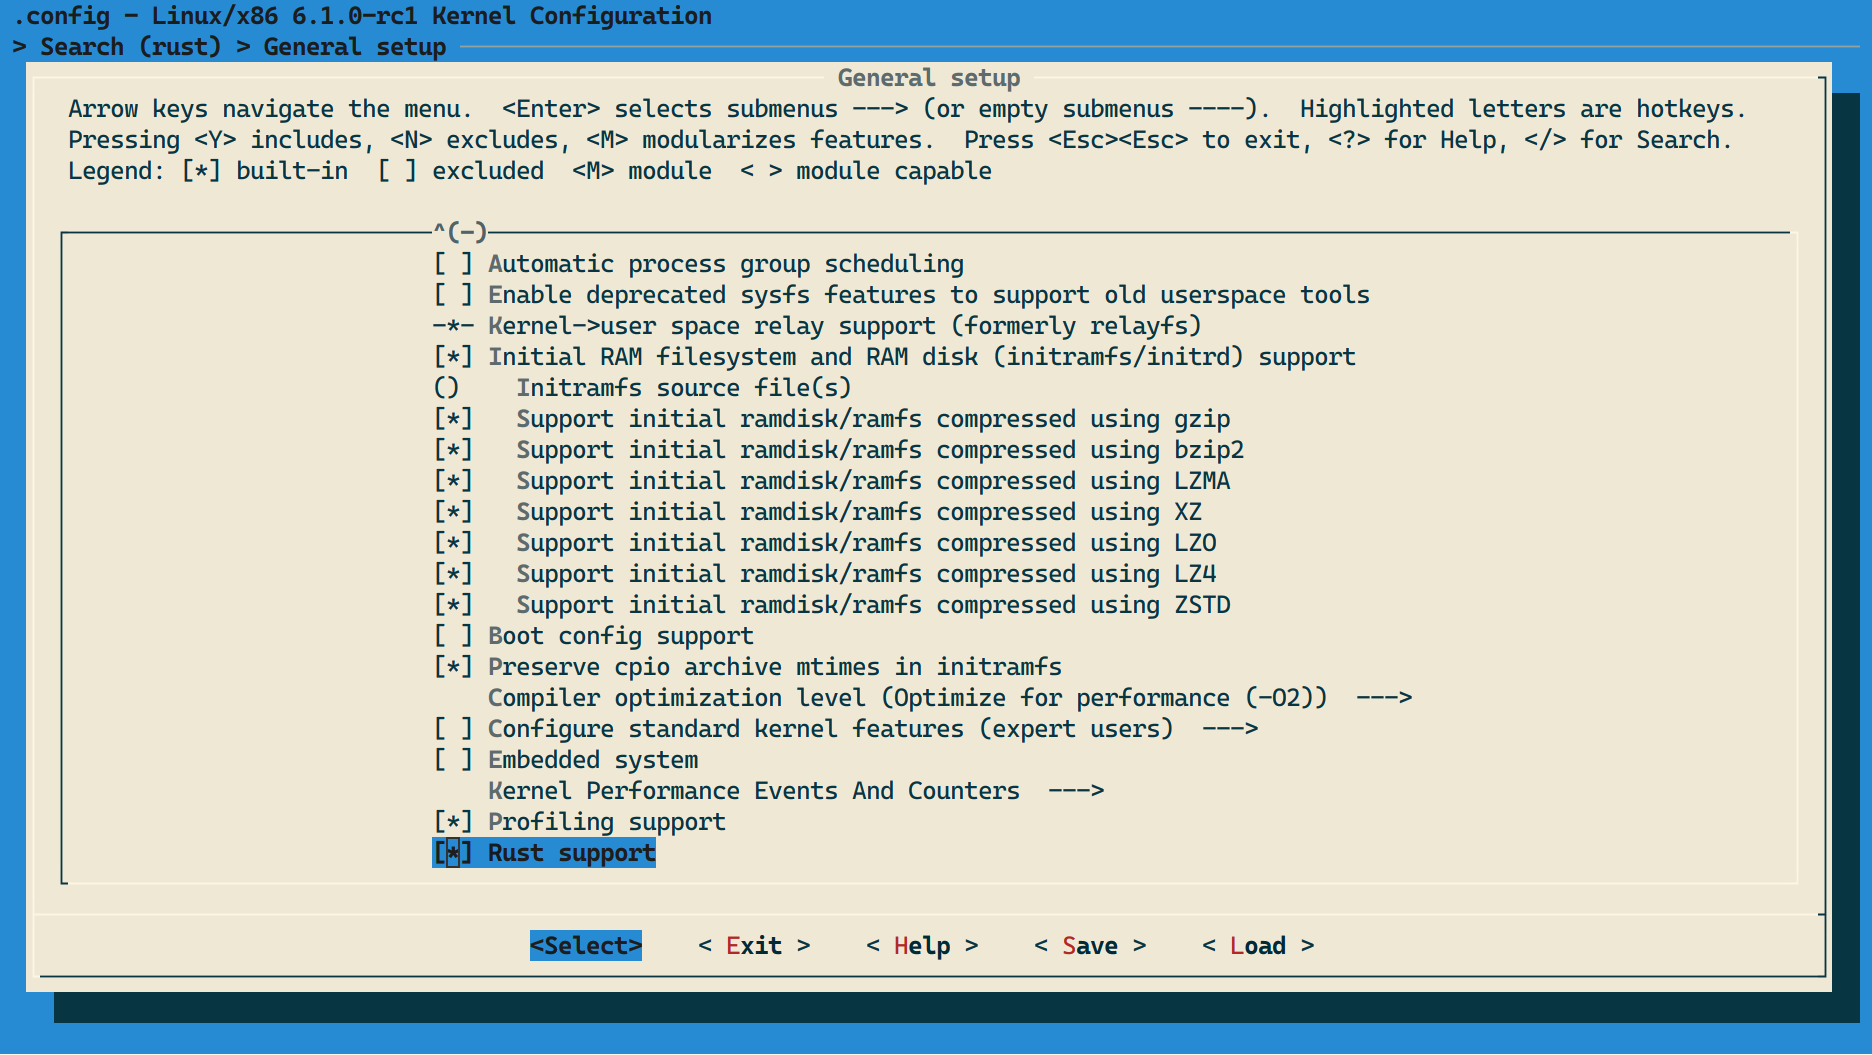 .config - Linux/x86 6.1.0-rc1 Kernel Configuration
> Search (rust) > General setup
General setup
Arrow keys navigate the menu.  <Enter> selects submenus ---> (or empty submenus ----).  Highlighted letters are hotkeys.
Pressing <Y> includes, <N> excludes, <M> modularizes features.  Press <Esc><Esc> to exit, <?> for Help, </> for Search.
Legend: [*] built-in  [ ] excluded  <M> module  < > module capable
^(-)
[ ] Automatic process group scheduling
[ ] Enable deprecated sysfs features to support old userspace tools
-*- Kernel->user space relay support (formerly relayfs)
[*] Initial RAM filesystem and RAM disk (initramfs/initrd) support
()    Initramfs source file(s)
[*]   Support initial ramdisk/ramfs compressed using gzip
[*]   Support initial ramdisk/ramfs compressed using bzip2
[*]   Support initial ramdisk/ramfs compressed using LZMA
[*]   Support initial ramdisk/ramfs compressed using XZ
[*]   Support initial ramdisk/ramfs compressed using LZO
[*]   Support initial ramdisk/ramfs compressed using LZ4
[*]   Support initial ramdisk/ramfs compressed using ZSTD
[ ] Boot config support
[*] Preserve cpio archive mtimes in initramfs
Compiler optimization level (Optimize for performance (-O2))  --->
[ ] Configure standard kernel features (expert users)  --->
[ ] Embedded system
Kernel Performance Events And Counters  --->
[*] Profiling support
[*] Rust support
<Select>    < Exit >    < Help >    < Save >    < Load >